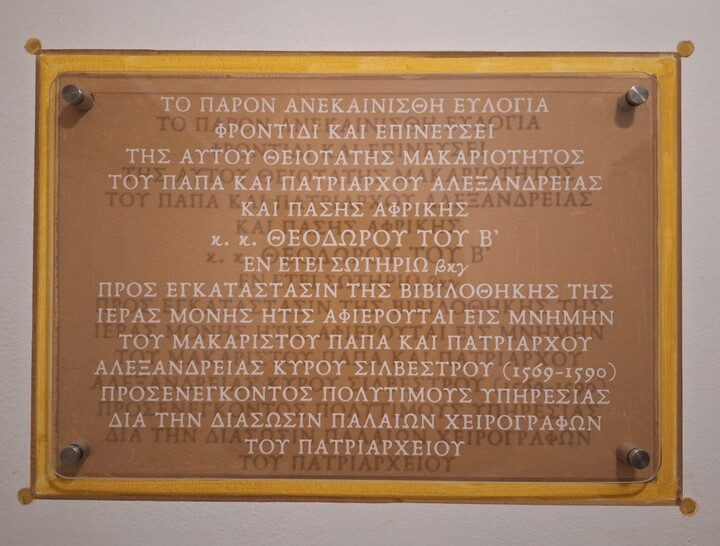 ΤΟ ΠΑΡΟΝ ΑΝΕΚΑΙΝΙΣΘΗ ΕΥΛΟΓΙΑ
ΦΡΟΝΤΙΔΙ ΚΑΙ ΕΠΙΝΕΥΣΕΙ
ΤΗΣ ΑΥΤΟΥ ΘΕΙΟΤΑΤΗΣ ΜΑΚΑΡΙΟΤΗΤΟΣ
ΤΟΥ ΠΑΠΑ ΚΑΙ ΠΑΤΡΙΑΡΧΟΥ ΑΛΕΞΑΝΔΡΕΙΑΣ
ΚΑΙ ΠΑΣΗΣ ΑΦΡΙΚΗΣ
κ. κ. ΘΕΟΔΩΡΟΥ ΤΟΥ Β'
ΕΝ ΕΤΕΙ ΣΩΤΗΡΙΩ βκγ
ΠΡΟΣ ΕΓΚΑΤΑΣΤΑΣΙΝ ΤΗΣ ΒΙΒΙΛΟΘΗΚΗΣ ΤΗΣ
ΙΕΡΑΣ ΜΟΝΗΣ ΗΤΙΣ ΑΦΙΕΡΟΥΤΑΙ ΕΙΣ ΜΝΗΜΗΝ
ΤΟΥ ΜΑΚΑΡΙΣΤΟΥ ΠΑΠΑ ΚΑΙ ΠΑΤΡΙΑΡΧΟΥ
ΑΛΕΞΑΝΔΡΕΙΑΣ ΚΥΡΟΥ ΣΙΛΒΕΣΤΡΟΥ (1569-1590)
ΠΡΟΣΕΝΕΓΚΟΝΤΟΣ ΠΟΛΥΤΙΜΟΥΣ ΥΠΗΡΕΣΙΑΣ
ΔΙΑ ΤΗΝ ΔΙΑΣΩΣΙΝ ΠΑΛΑΙΩΝ ΧΕΙΡΟΓΡΑΦΩΝ
ΤΟΥ ΠΑΤΡΙΑΡΧΕΙΟΥ